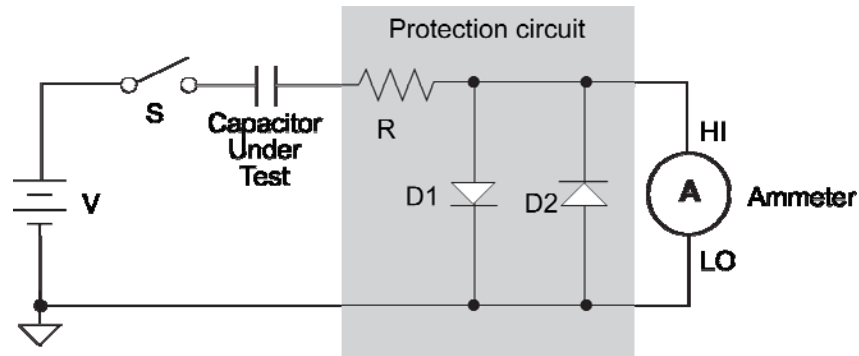 Protection circuit
S
Capacitor
Under
Test
R
HI
D1
D2
A
Ammeter
V
LO